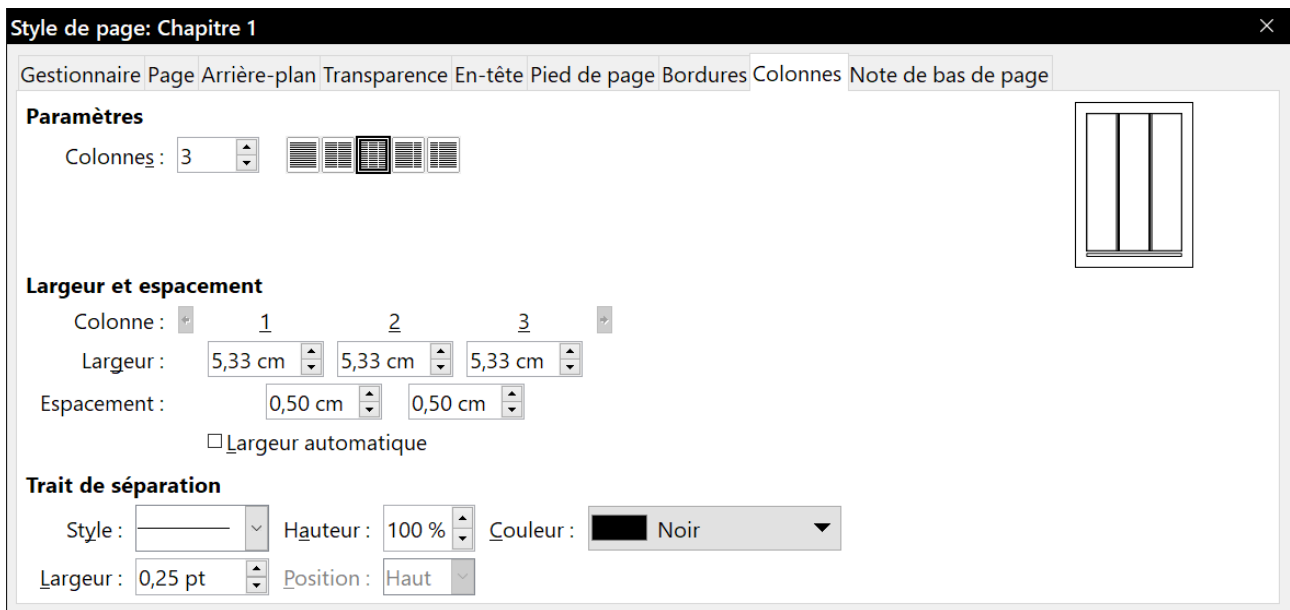 Style de page: Chapitre 1
Gestionnaire Page Arrière-plan Transparence En-tête Pied de page Bordures Colonnes Note de bas de page
Paramètres
Colonnes : 3
Largeur et espacement
Colonne : 1 2 3
Largeur : 5,33 cm 5,33 cm 5,33 cm
Espacement : 0,50 cm 0,50 cm
Largeur automatique
Trait de séparation
Style : Hauteur : 100 % Couleur : Noir
Largeur : 0,25 pt Position : Haut